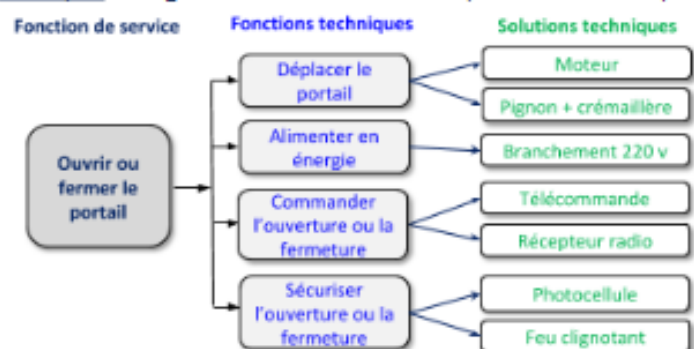 Fonction de service
Fonctions techniques
Solutions techniques
Ouvrir ou
fermer le
portail
Déplacer le
portail
Moteur
Pignon + crémaillère
Alimenter en
énergie
Branchement 220 v
Commander
l'ouverture ou la
fermeture
Télécommande
Récepteur radio
Sécuriser
l'ouverture ou la
fermeture
Photocellule
Feu clignotant